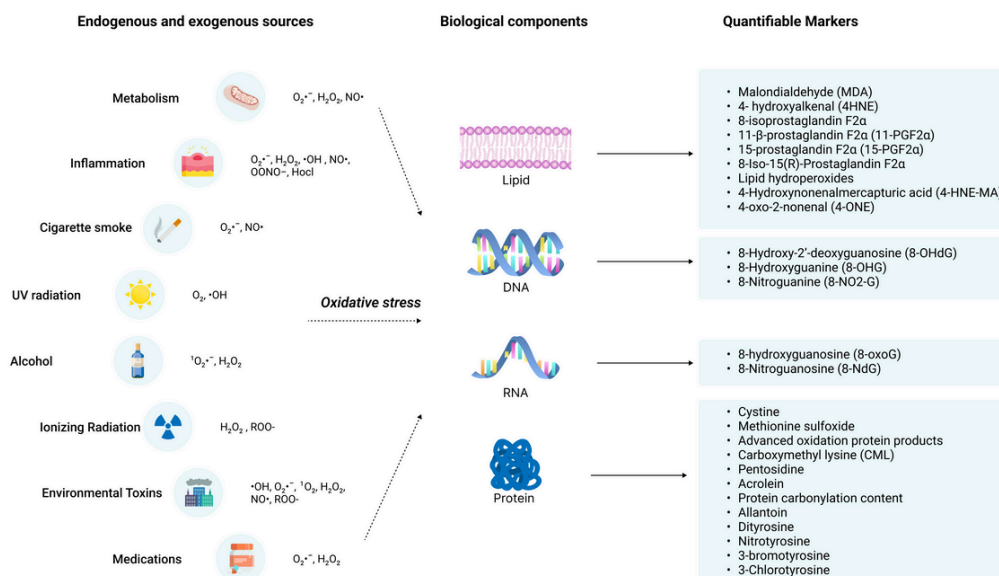 Endogenous and exogenous sources
Biological components
Quantifiable Markers
Metabolism
O₂•⁻, H₂O₂, NO•
Inflammation
O₂•⁻, H₂O₂, •OH , NO•,
OONO−, Hocl
Cigarette smoke
O₂•⁻, NO•
UV radiation
O₂, •OH
Alcohol
¹O₂•⁻, H₂O₂
Ionizing Radiation
H₂O₂ , ROO-
Environmental Toxins
•OH, O₂•⁻, ¹O₂, H₂O₂,
NO•, ROO-
Medications
O₂•⁻, H₂O₂
Oxidative stress
Lipid
DNA
RNA
Protein
• Malondialdehyde (MDA)
• 4- hydroxyalkenal (4HNE)
• 8-isoprostaglandin F2α
• 11-β-prostaglandin F2α (11-PGF2α)
• 15-prostaglandin F2α (15-PGF2α)
• 8-Iso-15(R)-Prostaglandin F2α
• Lipid hydroperoxides
• 4-Hydroxynonenalmercapturic acid (4-HNE-MA)
• 4-oxo-2-nonenal (4-ONE)
• 8-Hydroxy-2′-deoxyguanosine (8-OHdG)
• 8-Hydroxyguanine (8-OHG)
• 8-Nitroguanine (8-NO2-G)
• 8-hydroxyguanosine (8-oxoG)
• 8-Nitroguanosine (8-NdG)
• Cystine
• Methionine sulfoxide
• Advanced oxidation protein products
• Carboxymethyl lysine (CML)
• Pentosidine
• Acrolein
• Protein carbonylation content
• Allantoin
• Dityrosine
• Nitrotyrosine
• 3-bromotyrosine
• 3-Chlorotyrosine